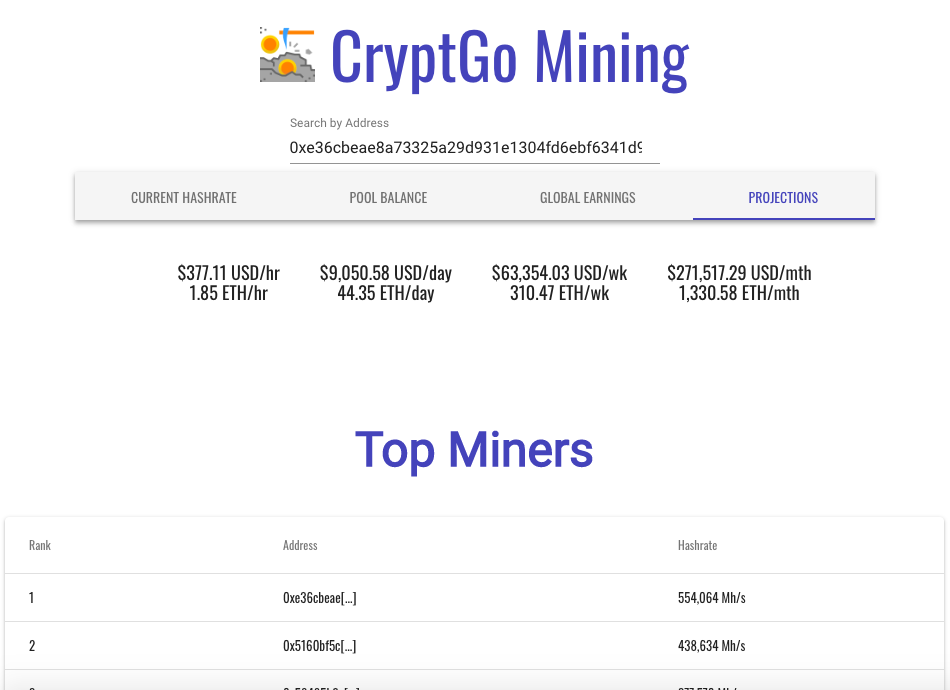 CryptGo Mining
Search by Address
0xe36cbeae8a73325a29d931e1304fd6ebf6341d9
CURRENT HASHRATE POOL BALANCE GLOBAL EARNINGS PROJECTIONS
$377.11 USD/hr $9,050.58 USD/day $63,354.03 USD/wk $271,517.29 USD/mth
1.85 ETH/hr 44.35 ETH/day 310.47 ETH/wk 1,330.58 ETH/mth
Top Miners
Rank Address Hashrate
1 0xe36cbeae[...] 554,064 Mh/s
2 0x5160bf5c[...] 438,634 Mh/s